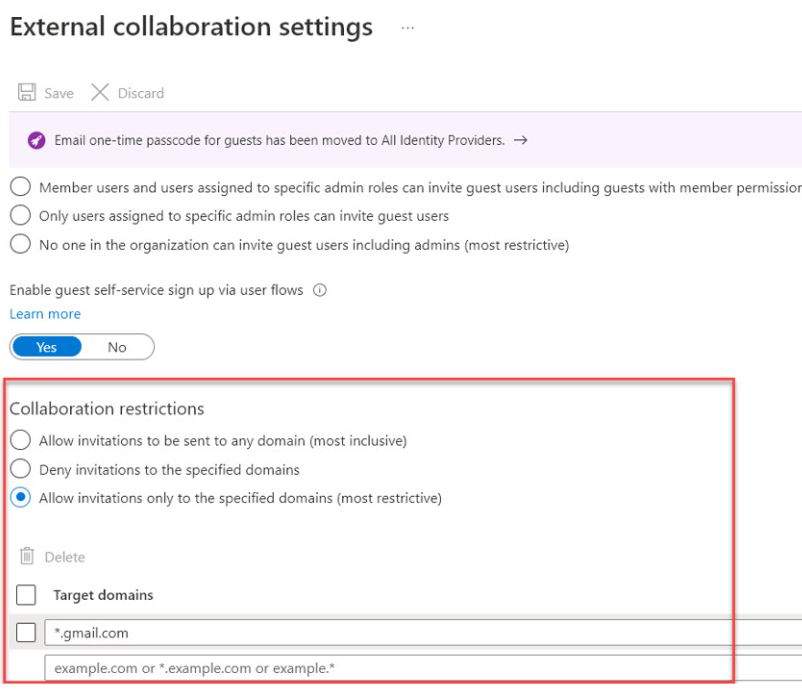 External collaboration settings ...
Save Discard
Email one-time passcode for guests has been moved to All Identity Providers. →
Member users and users assigned to specific admin roles can invite guest users including guests with member permission
Only users assigned to specific admin roles can invite guest users
No one in the organization can invite guest users including admins (most restrictive)
Enable guest self-service sign up via user flows
Learn more
Yes No
Collaboration restrictions
Allow invitations to be sent to any domain (most inclusive)
Deny invitations to the specified domains
Allow invitations only to the specified domains (most restrictive)
Delete
Target domains
*.gmail.com
example.com or *.example.com or example.*